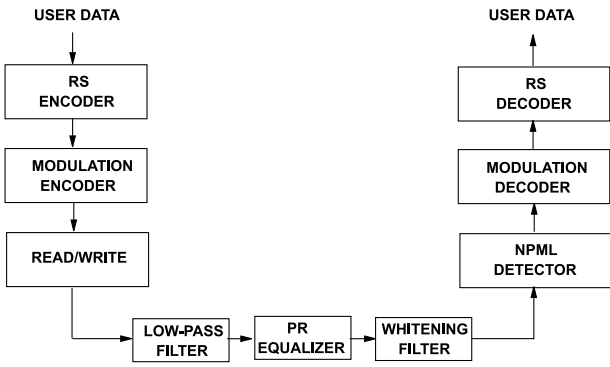 USER DATA
RS
ENCODER
MODULATION
ENCODER
READ/WRITE
LOW-PASS
FILTER
PR
EQUALIZER
WHITENING
FILTER
NPML
DETECTOR
MODULATION
DECODER
RS
DECODER
USER DATA